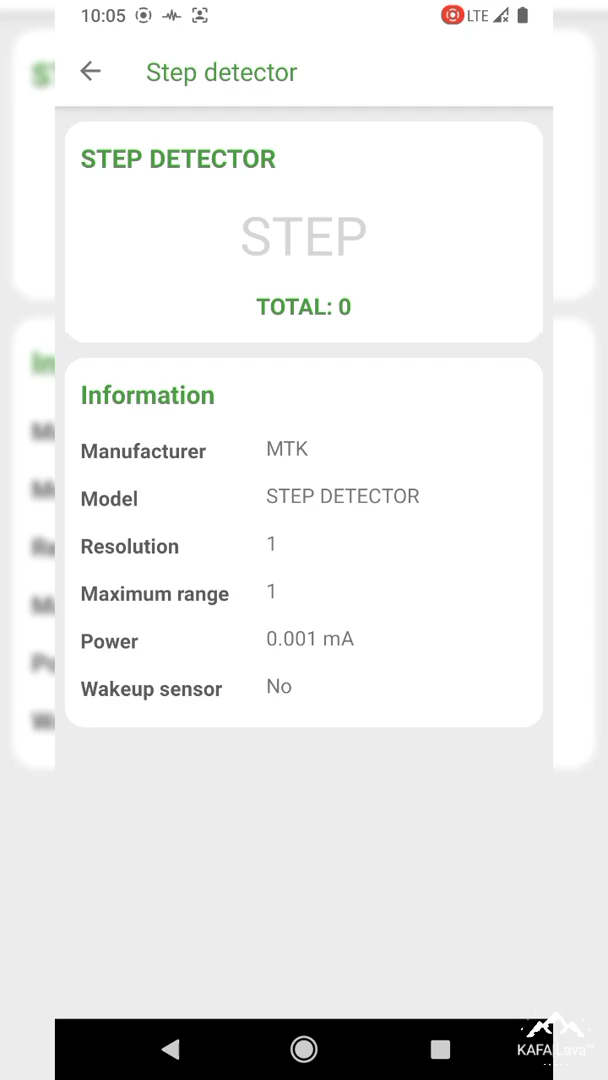 10:05 LTE
Step detector
STEP DETECTOR
STEP
TOTAL: 0
Information
Manufacturer MTK
Model STEP DETECTOR
Resolution 1
Maximum range 1
Power 0.001 mA
Wakeup sensor No
KAFA Lava™